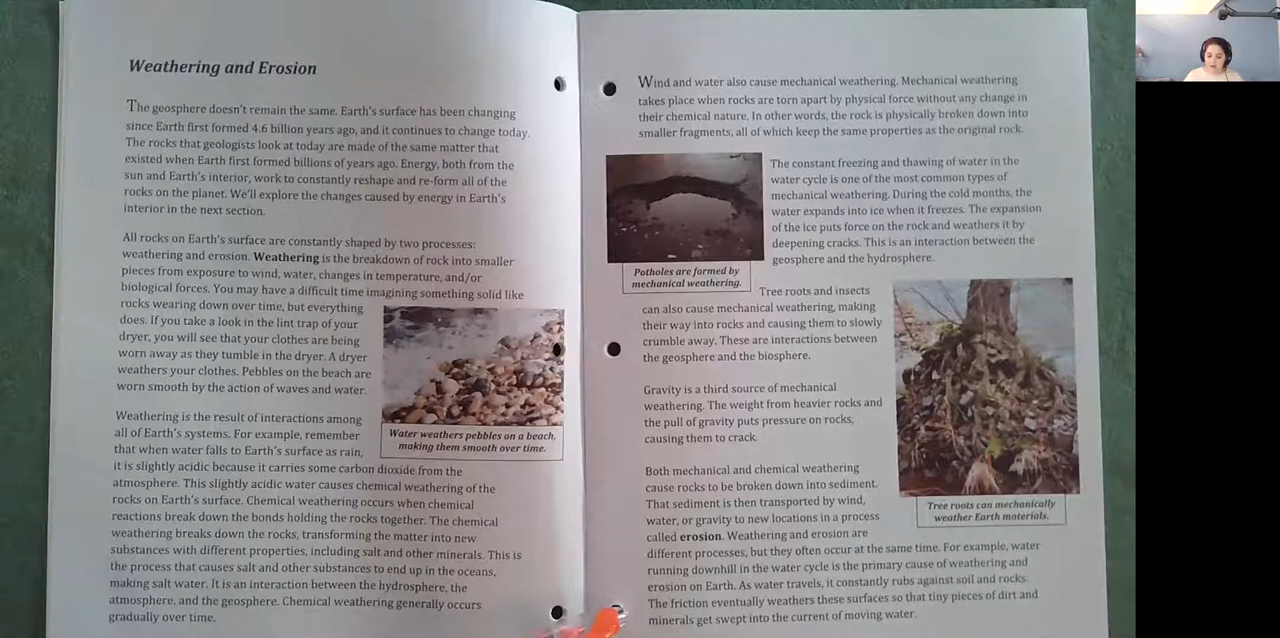 Weathering and Erosion
The geosphere doesn't remain the same. Earth's surface has been changing
since Earth first formed 4.6 billion years ago, and it continues to change today.
The rocks that geologists look at today are made of the same matter that
existed when Earth first formed billions of years ago. Energy, both from the
sun and Earth's interior, work to constantly reshape and re-form all of the
rocks on the planet. We'll explore the changes caused by energy in Earth's
interior in the next section.
All rocks on Earth's surface are constantly shaped by two processes:
weathering and erosion. Weathering is the breakdown of rock into smaller
pieces from exposure to wind, water, changes in temperature, and/or
biological forces. You may have a difficult time imagining something solid like
rocks wearing down over time, but everything
does. If you take a look in the lint trap of your
dryer, you will see that your clothes are being
worn away as they tumble in the dryer. A dryer
weathers your clothes. Pebbles on the beach are
worn smooth by the action of waves and water.
Water weathers pebbles on a beach,
making them smooth over time.
Weathering is the result of interactions among
all of Earth's systems. For example, remember
that when water falls to Earth's surface as rain,
it is slightly acidic because it carries some carbon dioxide from the
atmosphere. This slightly acidic water causes chemical weathering of the
rocks on Earth's surface. Chemical weathering occurs when chemical
reactions break down the bonds holding the rocks together. The chemical
weathering breaks down the rocks, transforming the matter into new
substances with different properties, including salt and other minerals. This is
the process that causes salt and other substances to end up in the oceans,
making salt water. It is an interaction between the hydrosphere, the
atmosphere, and the geosphere. Chemical weathering generally occurs
gradually over time.
Wind and water also cause mechanical weathering. Mechanical weathering
takes place when rocks are torn apart by physical force without any change in
their chemical nature. In other words, the rock is physically broken down into
smaller fragments, all of which keep the same properties as the original rock.
The constant freezing and thawing of water in the
water cycle is one of the most common types of
mechanical weathering. During the cold months, the
water expands into ice when it freezes. The expansion
of the ice puts force on the rock and weathers it by
deepening cracks. This is an interaction between the
geosphere and the hydrosphere.
Potholes are formed by
mechanical weathering.
Tree roots and insects
can also cause mechanical weathering, making
their way into rocks and causing them to slowly
crumble away. These are interactions between
the geosphere and the biosphere.
Gravity is a third source of mechanical
weathering. The weight from heavier rocks and
the pull of gravity puts pressure on rocks,
causing them to crack.
Tree roots can mechanically
weather Earth materials.
Both mechanical and chemical weathering
cause rocks to be broken down into sediment.
That sediment is then transported by wind,
water, or gravity to new locations in a process
called erosion. Weathering and erosion are
different processes, but they often occur at the same time. For example, water
running downhill in the water cycle is the primary cause of weathering and
erosion on Earth. As water travels, it constantly rubs against soil and rocks.
The friction eventually weathers these surfaces so that tiny pieces of dirt and
minerals get swept into the current of moving water.